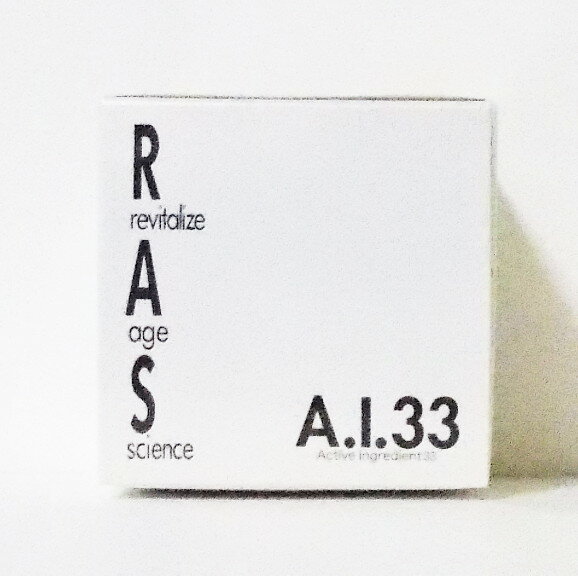 R
revitalize
A
age
S
science
A.I.33
Active ingredient 33